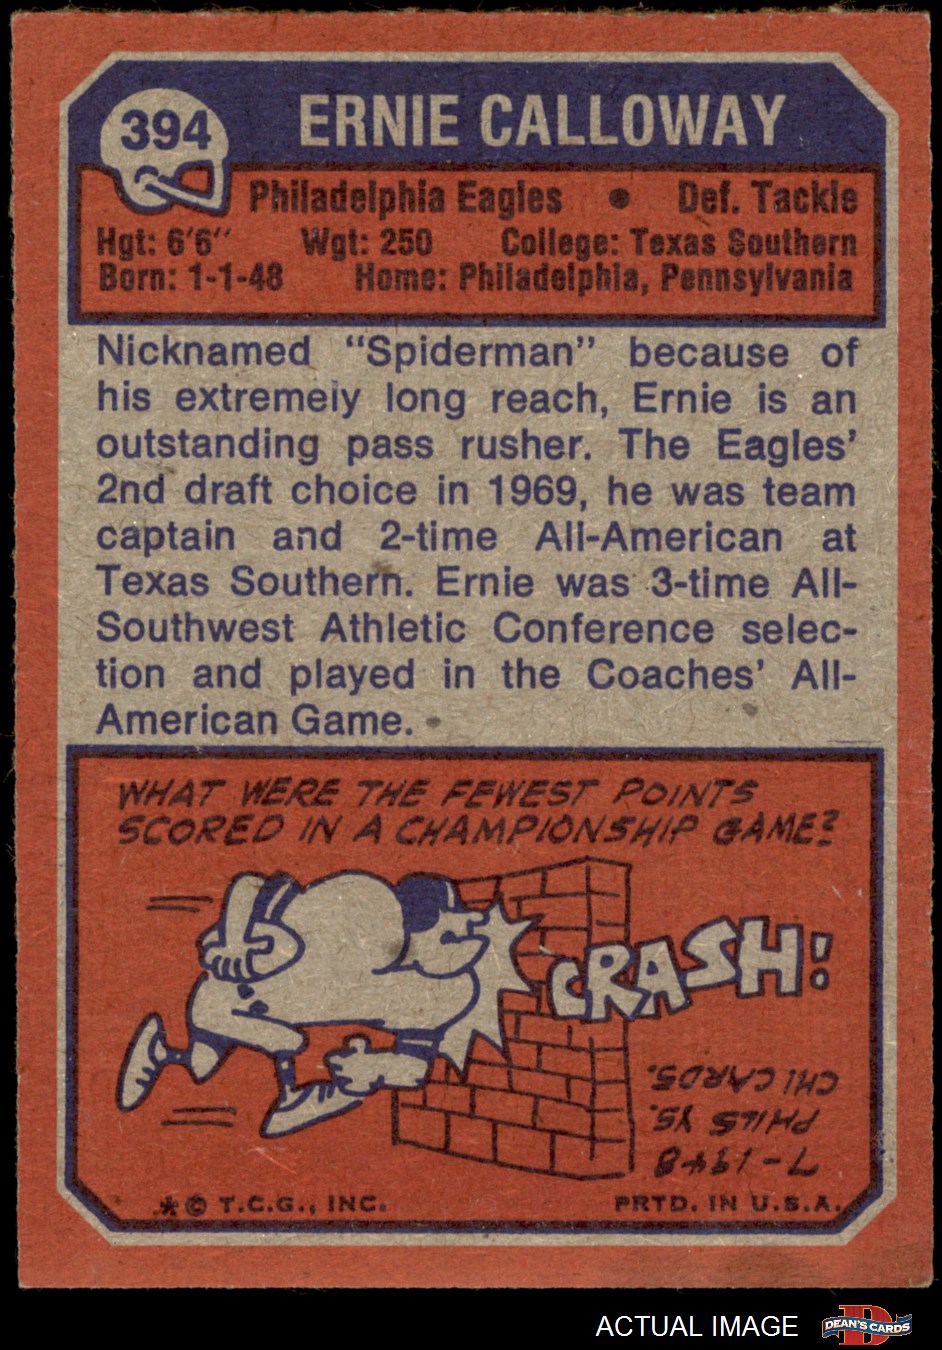 394
ERNIE CALLOWAY
Philadelphia Eagles • Def. Tackle
Hgt: 6'6" Wgt: 250 College: Texas Southern
Born: 1-1-48 Home: Philadelphia, Pennsylvania
Nicknamed “Spiderman” because of
his extremely long reach, Ernie is an
outstanding pass rusher. The Eagles’
2nd draft choice in 1969, he was team
captain and 2-time All-American at
Texas Southern. Ernie was 3-time All-
Southwest Athletic Conference selec-
tion and played in the Coaches’ All-
American Game.
WHAT WERE THE FEWEST POINTS
SCORED IN A CHAMPIONSHIP GAME?
CRASH!
7-1948
PHILS VS.
CHI CARDS.
*© T.C.G., INC. PRTD. IN U.S.A.
ACTUAL IMAGE
D
DEAN'S CARDS